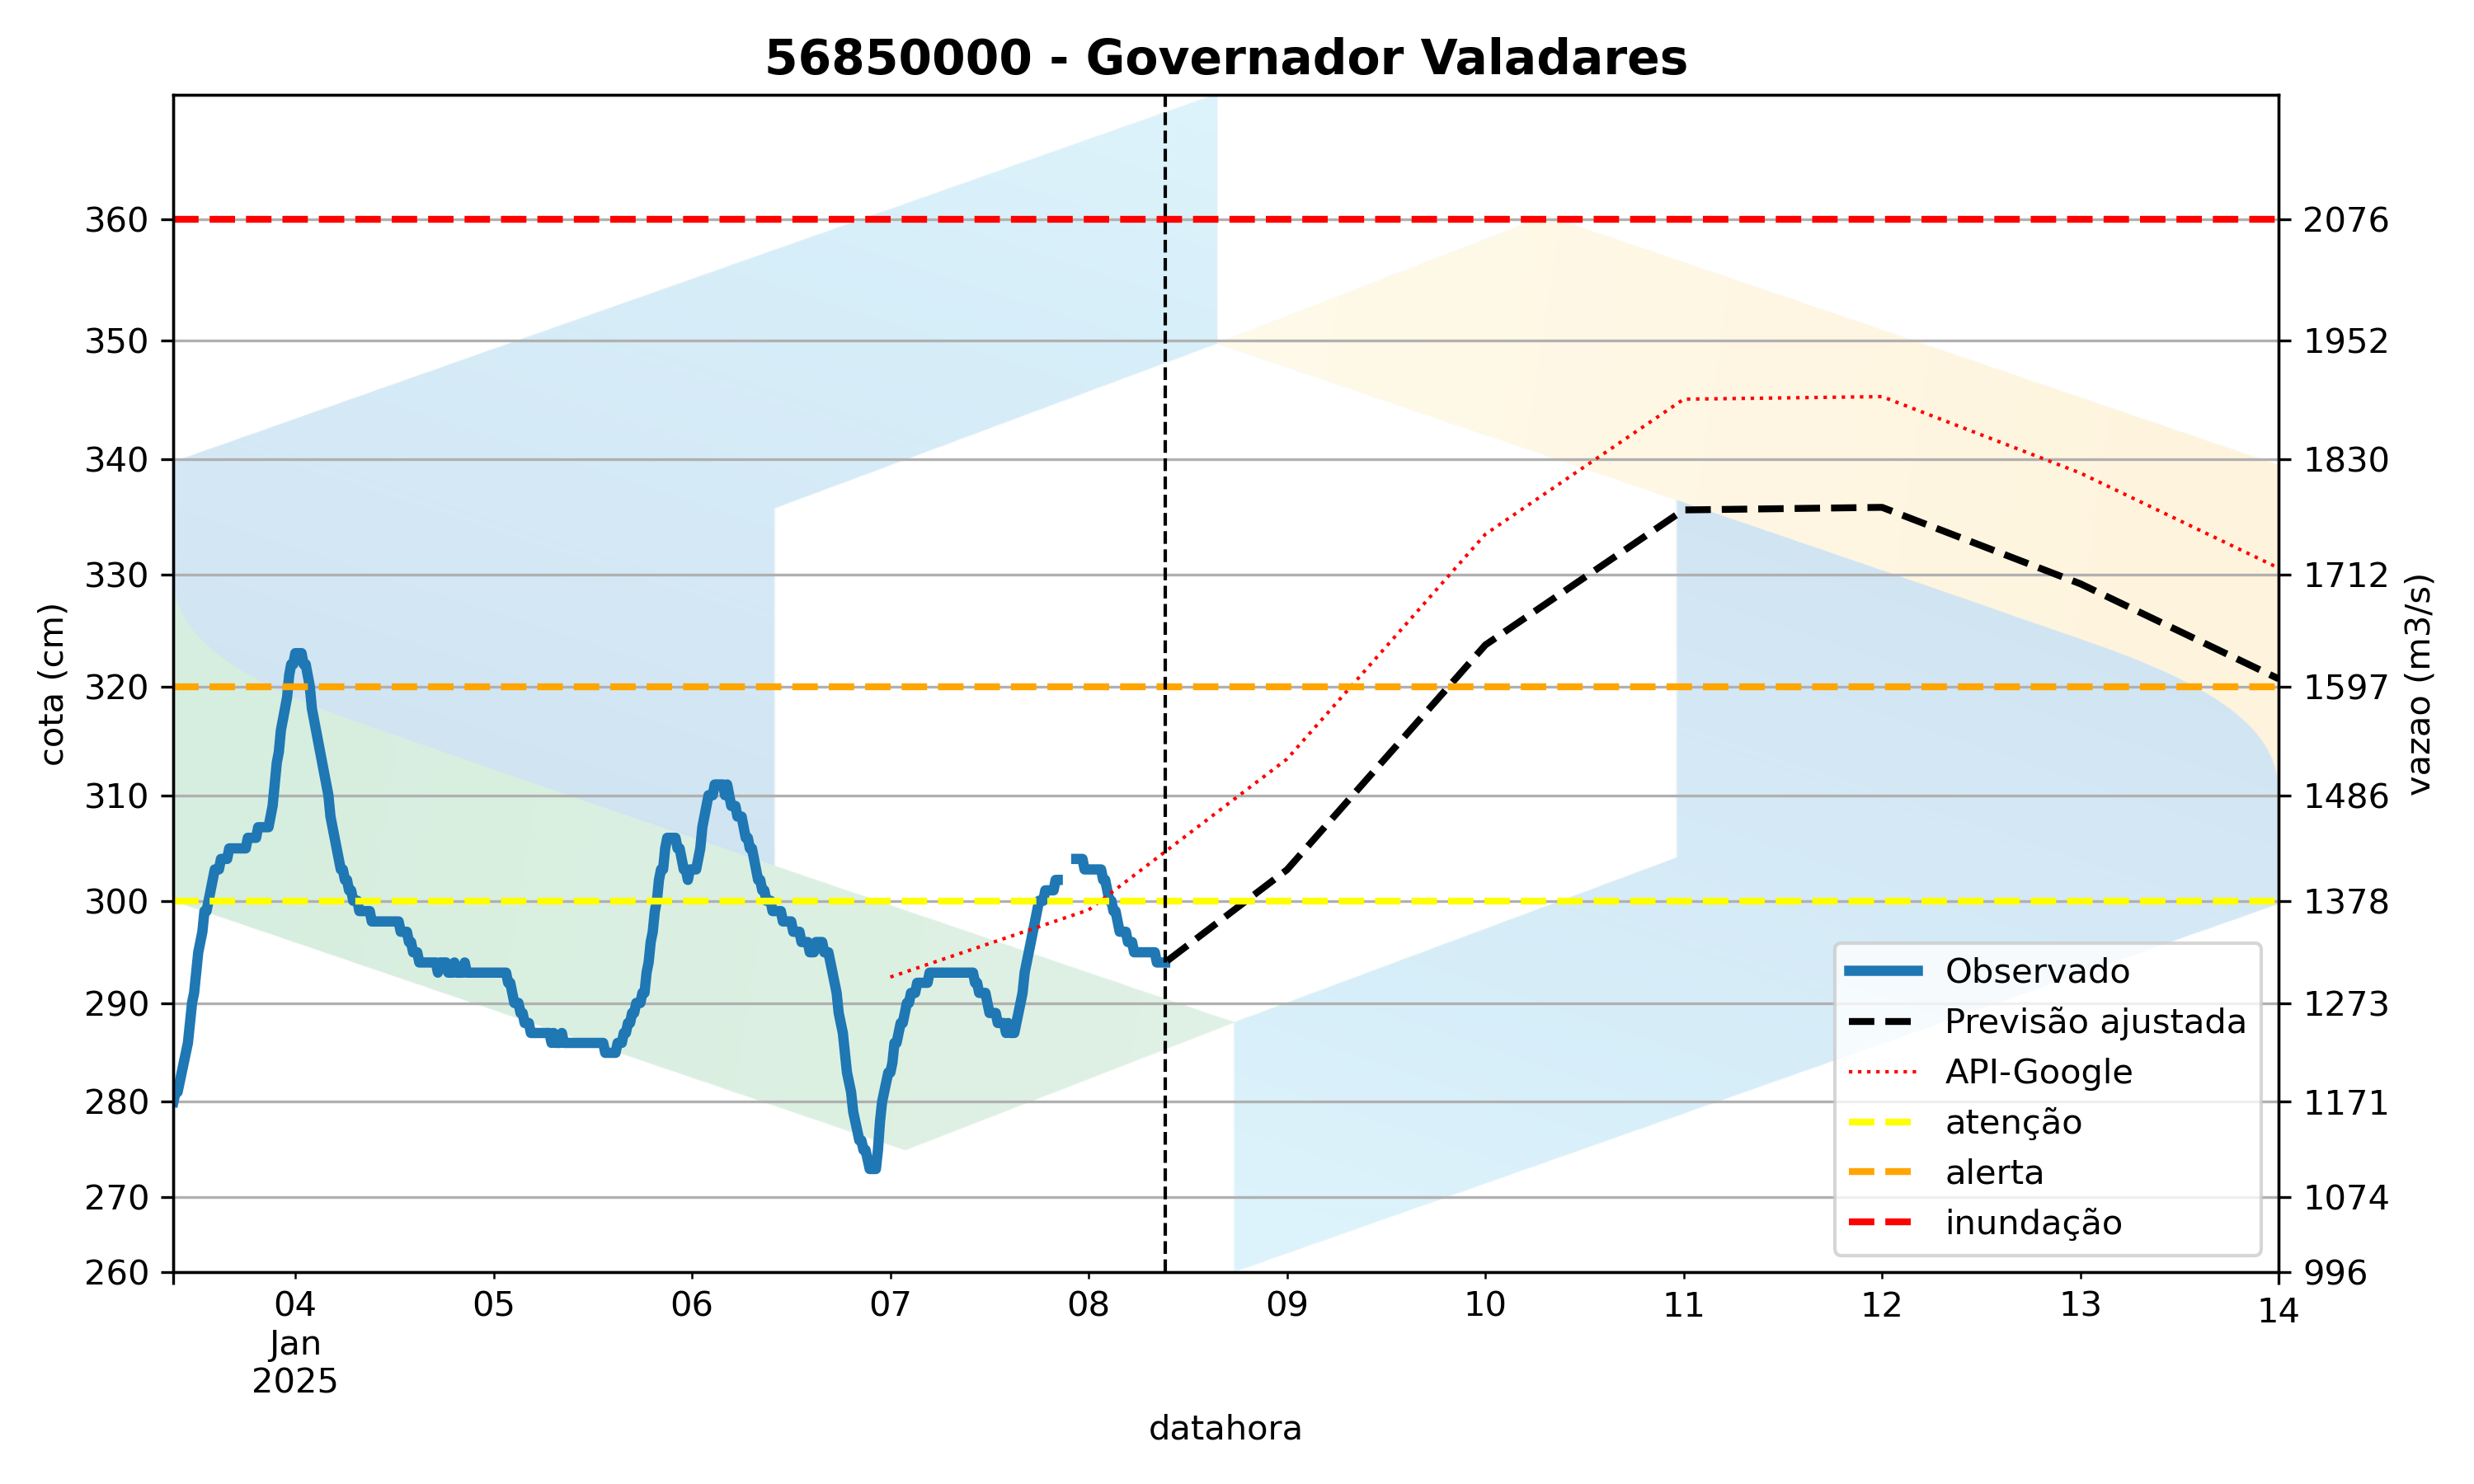 56850000 - Governador Valadares
cota (cm)
360
350
340
330
320
310
300
290
280
270
260
2076
1952
1830
1712
1597
1486
1378
1273
1171
1074
996
vazao (m3/s)
Observado
Previsão ajustada
API-Google
atenção
alerta
inundação
04 05 06 07 08 09 10 11 12 13 14
Jan
2025
datahora